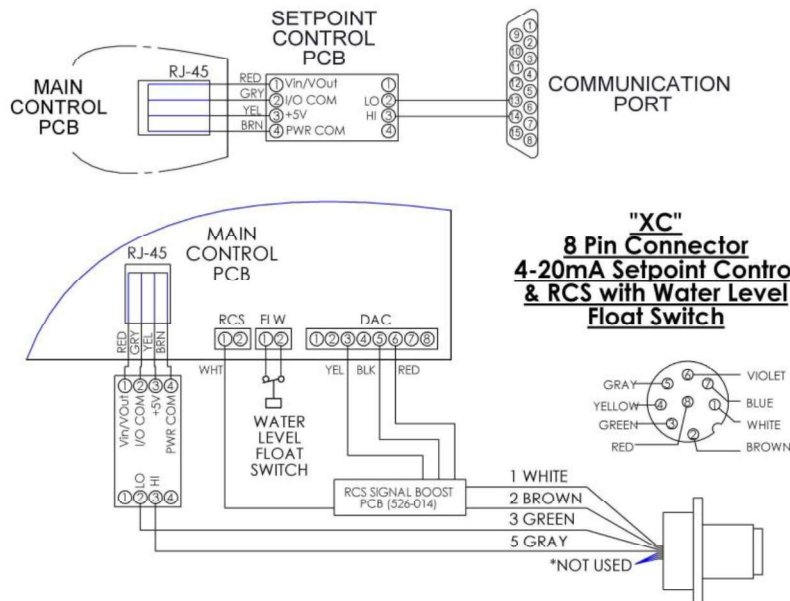 SETPOINT
CONTROL
PCB
RJ-45
MAIN
CONTROL
PCB
RED
GRY
YEL
BRN
1 Vin/VOut
2 I/O COM
3 +5V
4 PWR COM
1
LO 2
HI 3
4
1
9
2
10
3
11
4
12
5
13
6
14
7
15
8
COMMUNICATION
PORT
MAIN
CONTROL
PCB
RJ-45
RED
GRY
YEL
BRN
1 2 3 4
Vin/VOut
I/O COM
+5V
PWR COM
LO
HI
1 2 3 4
RCS
1 2
FLW
1 2
DAC
1 2 3 4 5 6 7 8
WHT
YEL
BLK
RED
WATER
LEVEL
FLOAT
SWITCH
RCS SIGNAL BOOST
PCB (526-014)
1 WHITE
2 BROWN
3 GREEN
5 GRAY
*NOT USED
"XC"
8 Pin Connector
4-20mA Setpoint Contro
& RCS with Water Level
Float Switch
6 VIOLET
GRAY 5
7 BLUE
YELLOW 4
8
1 WHITE
GREEN 3
RED
2 BROWN